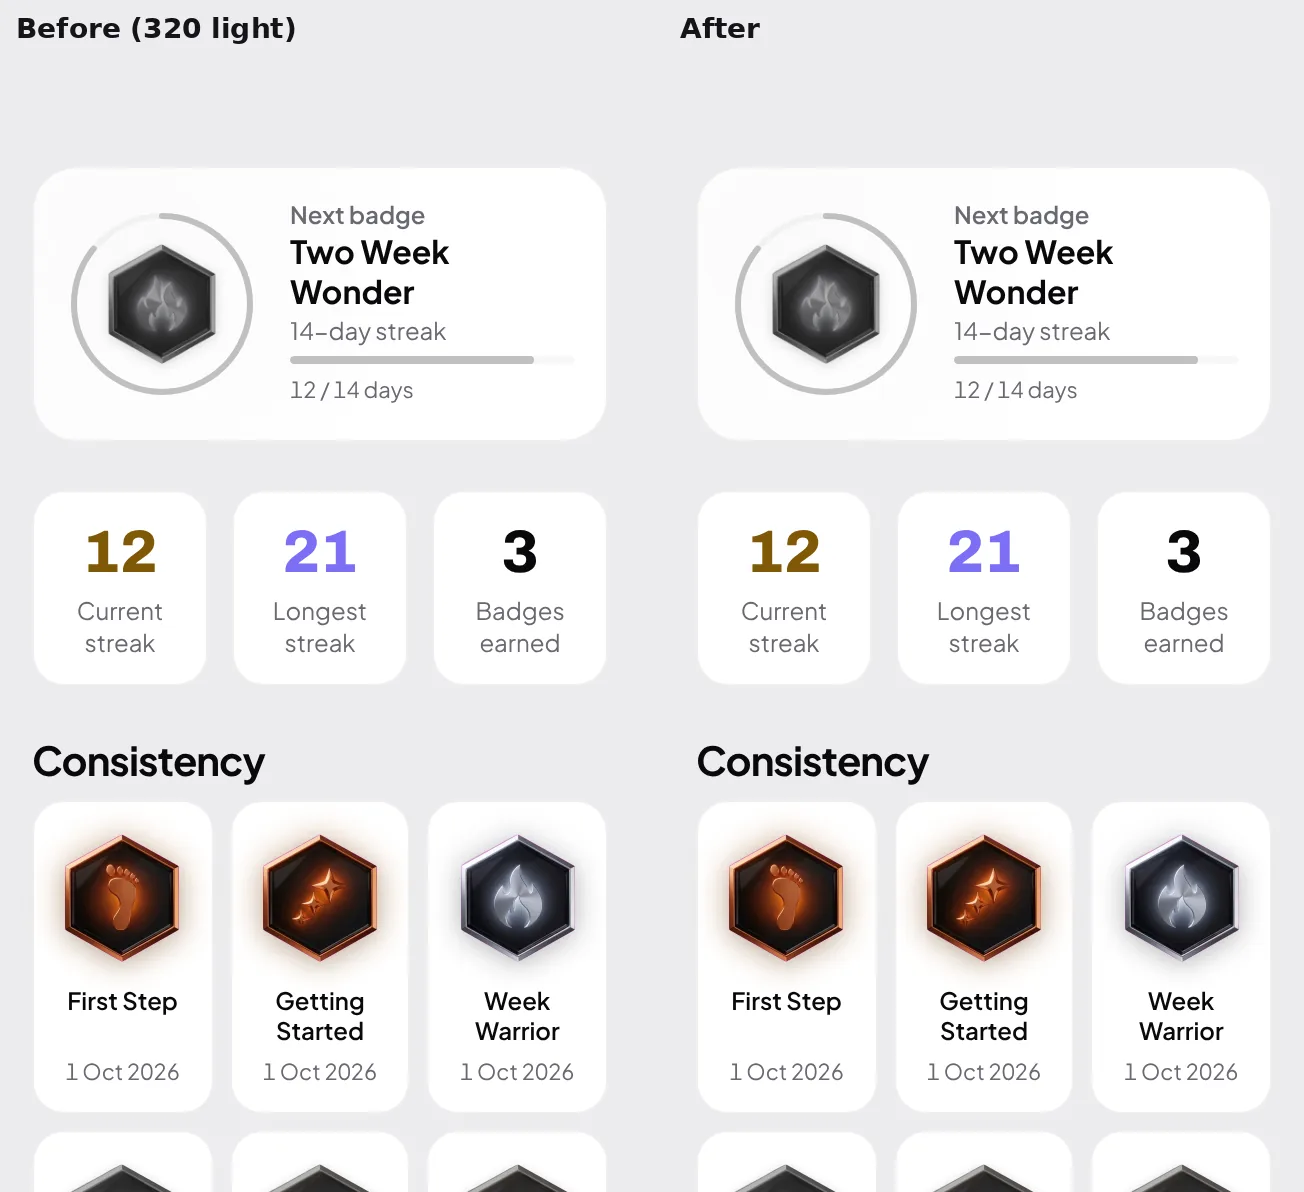 Before (320 light)
After
Next badge
Two Week
Wonder
14–day streak
12 / 14 days
Next badge
Two Week
Wonder
14–day streak
12 / 14 days
12
Current
streak
21
Longest
streak
3
Badges
earned
12
Current
streak
21
Longest
streak
3
Badges
earned
Consistency
Consistency
First Step
1 Oct 2026
Getting
Started
1 Oct 2026
Week
Warrior
1 Oct 2026
First Step
1 Oct 2026
Getting
Started
1 Oct 2026
Week
Warrior
1 Oct 2026